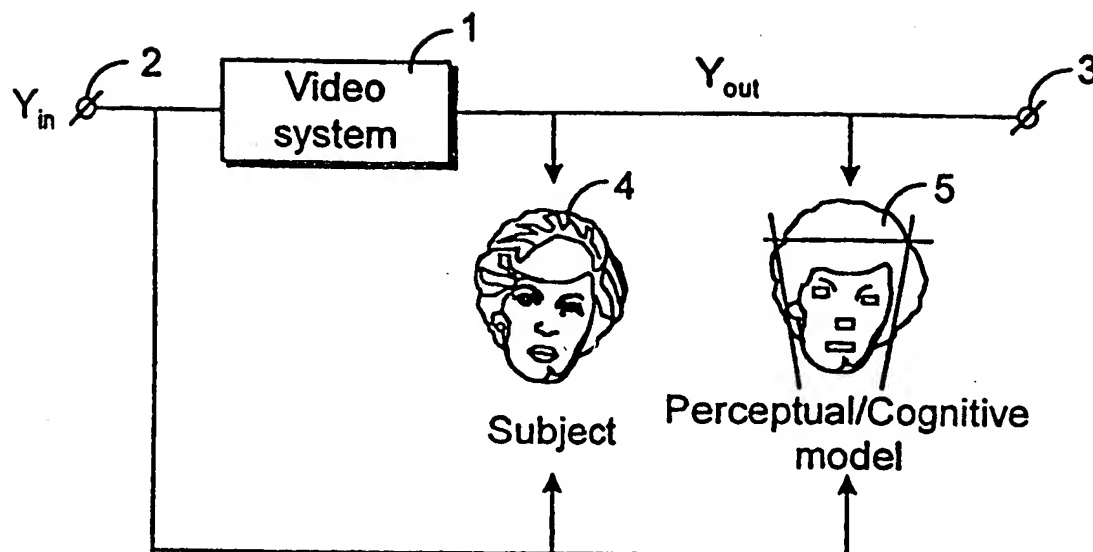 1
2
Y_in
Video
system
Y_out
3
4
5
Subject
Perceptual/Cognitive
model